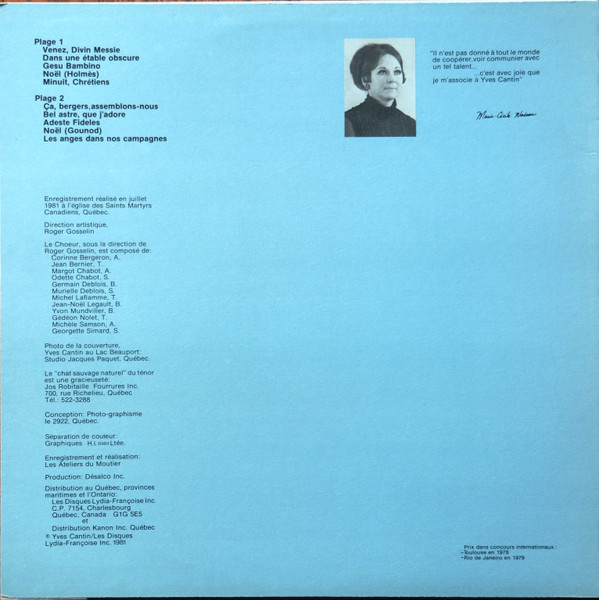 Plage 1
Venez, Divin Messie
Dans une étable obscure
Gesu Bambino
Noël (Holmès)
Minuit, Chrétiens
Plage 2
Ça, bergers,assemblons-nous
Bel astre, que j'adore
Adeste Fideles
Noël (Gounod)
Les anges dans nos campagnes
"Il n'est pas donné à tout le monde
de coopérer,voir communier avec
un tel talent...
...c'est avec joie que
je m'associe à Yves Cantin"
Enregistrement réalisé en juillet
1981 à l'église des Saints Martyrs
Canadiens, Québec.
Direction artistique,
Roger Gosselin
Le Choeur, sous la direction de
Roger Gosselin, est composé de:
Corinne Bergeron, A.
Jean Bernier, T.
Margot Chabot, A.
Odette Chabot, S.
Germain Deblois, B.
Murielle Deblois, S.
Michel Laflamme, T.
Jean-Noël Legault, B.
Yvon Mundviller, B.
Gédéon Nolet, T.
Michèle Samson, A.
Georgette Simard, S.
Photo de la couverture,
Yves Cantin au Lac Beauport:
Studio Jacques Paquet, Québec.
Le "chat sauvage naturel" du ténor
est une gracieuseté:
Jos Robitaille Fourrures Inc.
700, rue Richelieu, Québec
Tél.: 522-3288
Conception: Photo-graphisme
le 2922, Québec.
Séparation de couleur:
Graphiques H.L. Ltée.
Enregistrement et réalisation:
Les Ateliers du Moutier
Production: Désalco Inc.
Distribution au Québec, provinces
maritimes et l'Ontario:
Les Disques Lydia-Françoise Inc.
C.P. 7154, Charlesbourg
Québec, Canada G1G 5E5
et
Distribution Kanon Inc. Québec
© Yves Cantin/Les Disques
Lydia-Françoise Inc. 1981
Prix dans concours internationaux:
-Toulouse en 1978
-Rio de Janeiro en 1979